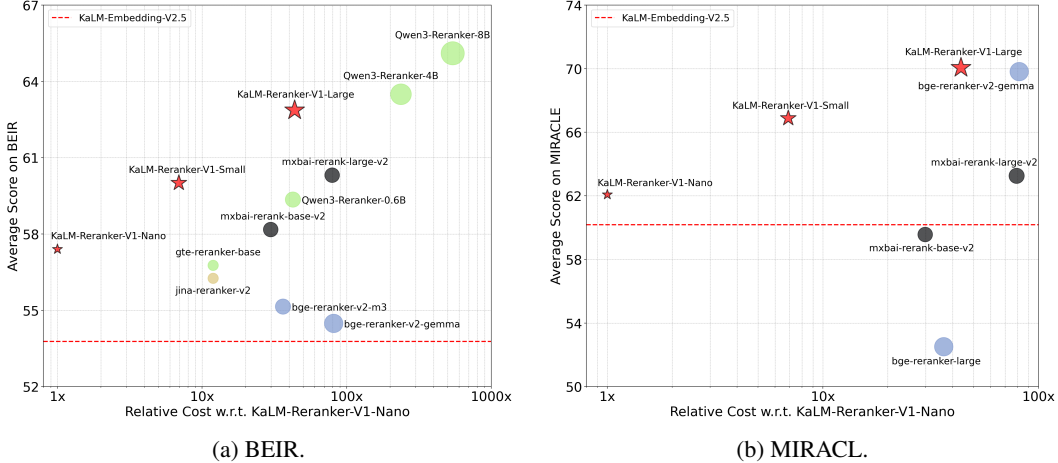 KaLM-Embedding-V2.5
Qwen3-Reranker-8B
Qwen3-Reranker-4B
KaLM-Reranker-V1-Large
mxbai-rerank-large-v2
KaLM-Reranker-V1-Small
Qwen3-Reranker-0.6B
mxbai-rerank-base-v2
KaLM-Reranker-V1-Nano
gte-reranker-base
jina-reranker-v2
bge-reranker-v2-m3
bge-reranker-v2-gemma
67
64
61
58
55
52
Average Score on BEIR
1x
10x
100x
1000x
Relative Cost w.r.t. KaLM-Reranker-V1-Nano
(a) BEIR.
KaLM-Embedding-V2.5
KaLM-Reranker-V1-Large
bge-reranker-v2-gemma
KaLM-Reranker-V1-Small
mxbai-rerank-large-v2
KaLM-Reranker-V1-Nano
mxbai-rerank-base-v2
bge-reranker-large
74
70
66
62
58
54
50
Average Score on MIRACLE
1x
10x
100x
Relative Cost w.r.t. KaLM-Reranker-V1-Nano
(b) MIRACL.